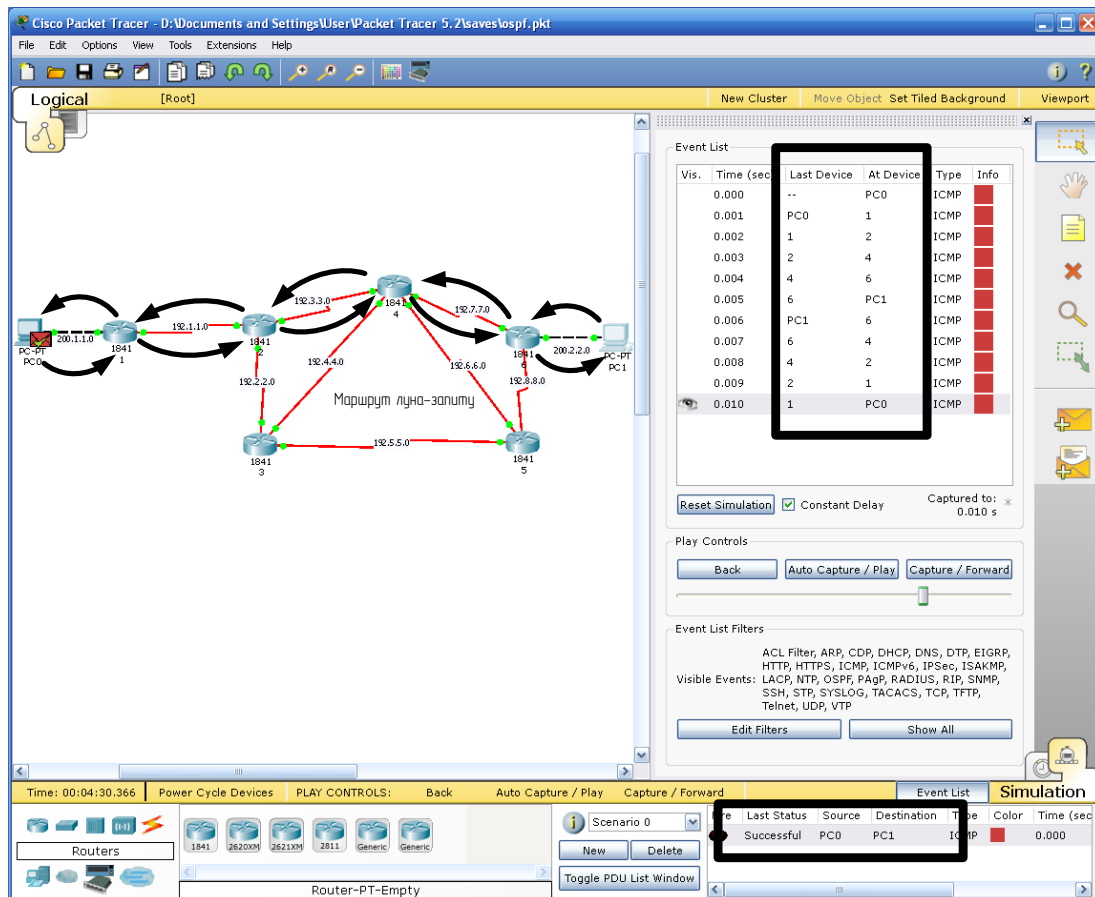 Cisco Packet Tracer - D:\Documents and Settings\User\Packet Tracer 5.2\saves\ospf.pkt
File Edit Options View Tools Extensions Help
Logical [Root] New Cluster Move Object Set Tiled Background Viewport
Event List
Vis. Time (sec) Last Device At Device Type Info
0.000 -- PC0 ICMP
0.001 PC0 1 ICMP
0.002 1 2 ICMP
0.003 2 4 ICMP
0.004 4 6 ICMP
0.005 6 PC1 ICMP
0.006 PC1 6 ICMP
0.007 6 4 ICMP
0.008 4 2 ICMP
0.009 2 1 ICMP
0.010 1 PC0 ICMP
Reset Simulation Constant Delay Captured to: *
0.010 s
Play Controls
Back Auto Capture / Play Capture / Forward
Event List Filters
Visible Events: ACL Filter, ARP, CDP, DHCP, DNS, DTP, EIGRP,
HTTP, HTTPS, ICMP, ICMPv6, IPSec, ISAKMP,
LACP, NTP, OSPF, PAgP, RADIUS, RIP, SNMP,
SSH, STP, SYSLOG, TACACS, TCP, TFTP,
Telnet, UDP, VTP
Edit Filters Show All
192.3.3.0
1841
4
192.7.7.0
192.1.1.0
1841
2
200.1.1.0
1841
1
PC-PT
PC0
1841
6
200.2.2.0
PC-PT
PC1
192.4.4.0
192.6.6.0
192.2.2.0
192.8.8.0
Маршрут луна-запиту
192.5.5.0
1841
3
1841
5
Time: 00:04:30.366 Power Cycle Devices PLAY CONTROLS: Back Auto Capture / Play Capture / Forward Event List Simulation
Routers
1841 2620XM 2621XM 2811 Generic Generic
Router-PT-Empty
Scenario 0
New Delete
Toggle PDU List Window
Last Status Source Destination Type Color Time (sec
Successful PC0 PC1 ICMP 0.000